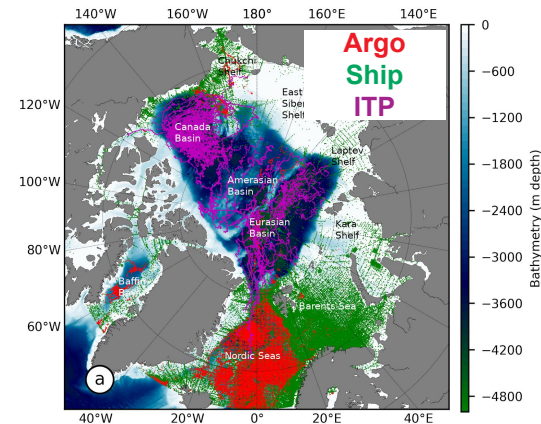 140°W 160°W 180° 160°E 140°E
Argo
Ship
ITP
Chukchi
Shelf
East
Siber
Shelf
120°W
Canada
Basin
Laptev
Shelf
100°W
Amerasian
Basin
Eurasian
Basin
Kara
Shelf
80°W
Baffi
B
Barents Sea
60°W
Nordic Seas
a
40°W 20°W 0° 20°E 40°E
0
−600
−1200
−1800
−2400
−3000
−3600
−4200
−4800
Bathymetry (m depth)